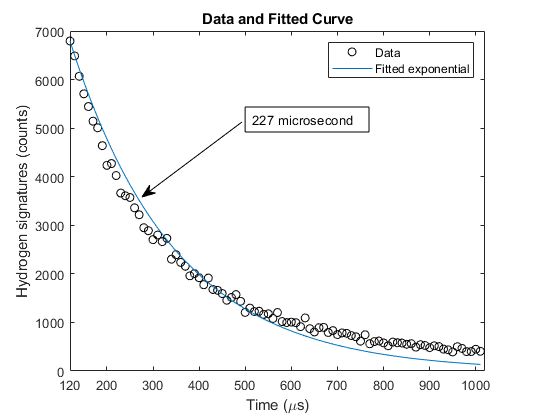 Data and Fitted Curve
7000
6000
5000
4000
3000
2000
1000
0
Hydrogen signatures (counts)
Data
Fitted exponential
227 microsecond
120 200 300 400 500 600 700 800 900 1000
Time (μs)